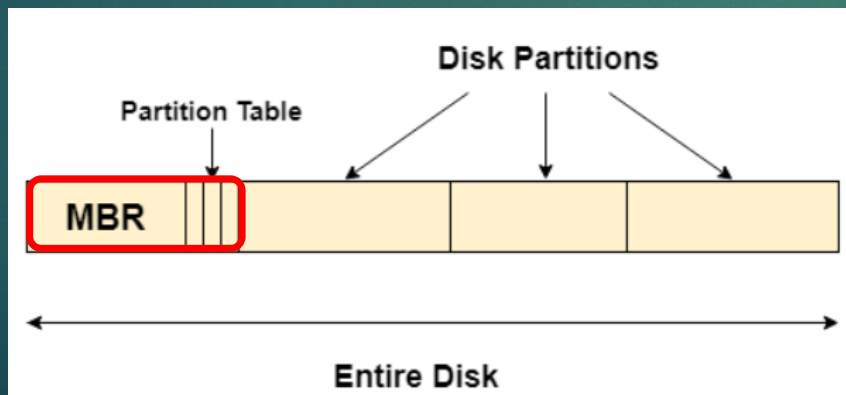 Disk Partitions
Partition Table
MBR
Entire Disk